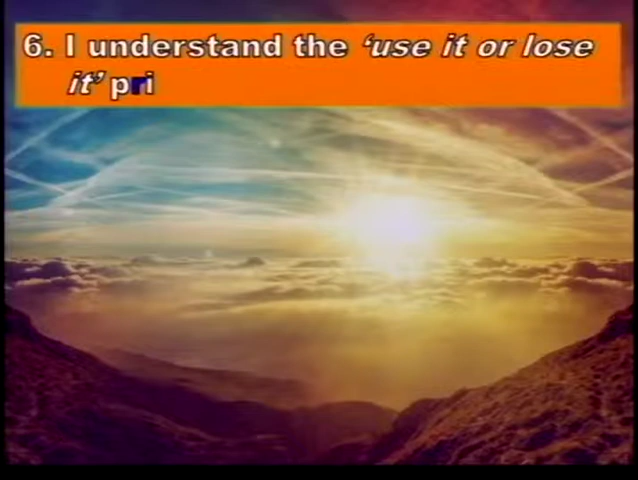 6. I understand the ‘use it or lose
it’ pri